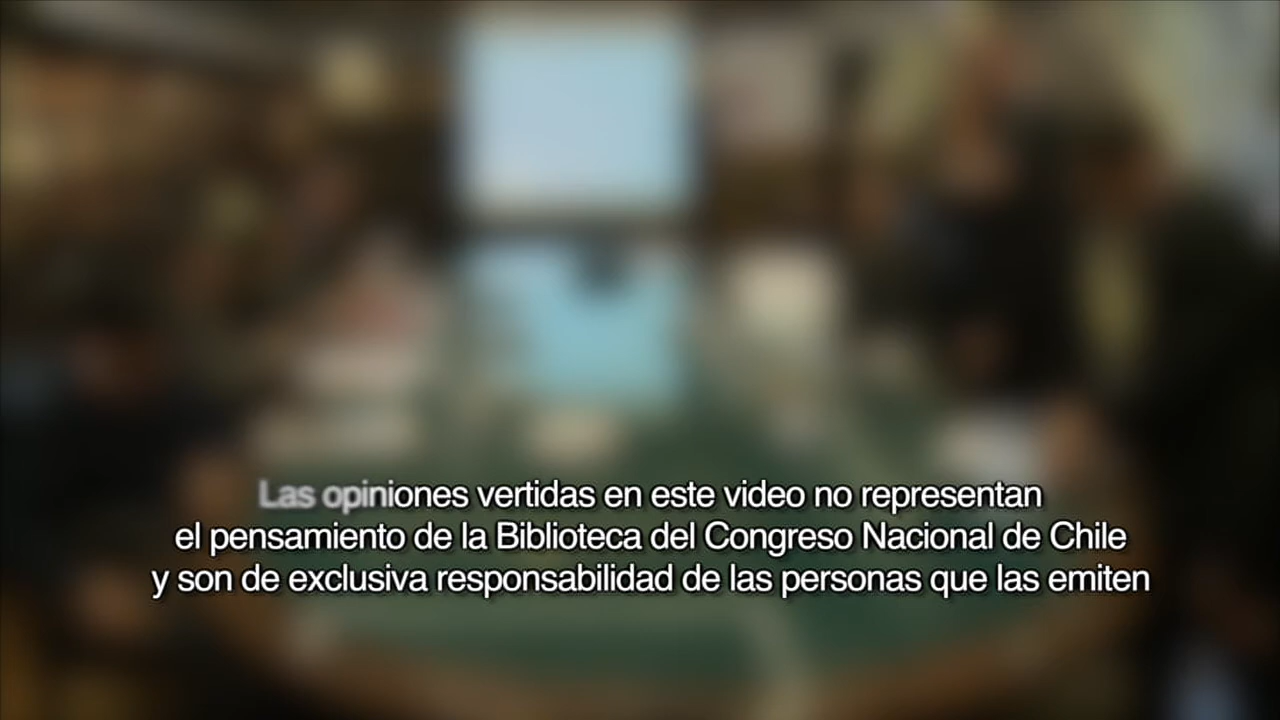 Las opiniones vertidas en este video no representan
el pensamiento de la Biblioteca del Congreso Nacional de Chile
y son de exclusiva responsabilidad de las personas que las emiten